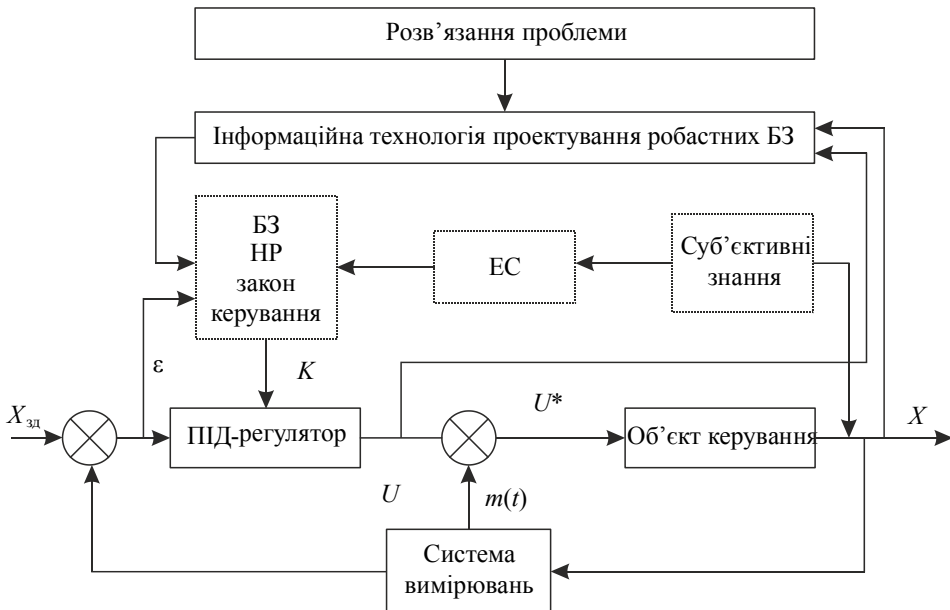 Розв’язання проблеми
Інформаційна технологія проектування робастних БЗ
БЗ
НР
закон
керування
ЕС
Суб’єктивні
знання
ε
K
U*
X зд
ПІД-регулятор
Об’єкт керування
X
U
m(t)
Система
вимірювань